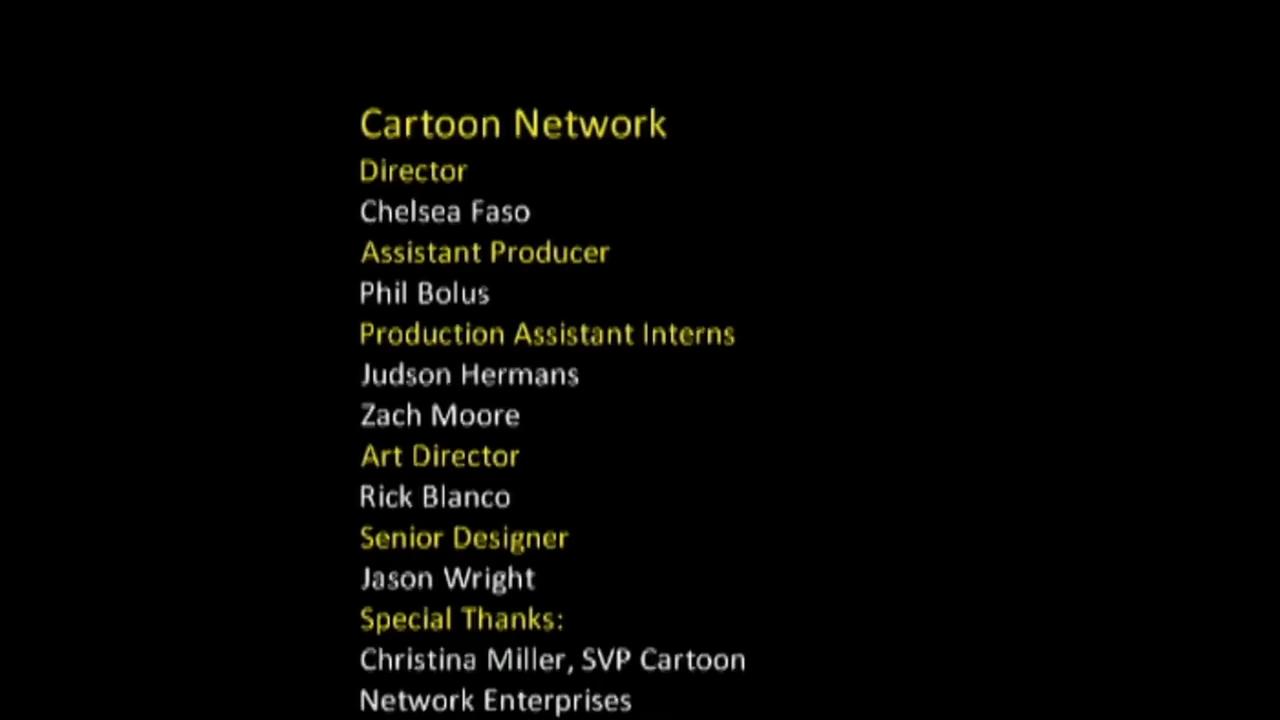 Cartoon Network
Director
Chelsea Faso
Assistant Producer
Phil Bolus
Production Assistant Interns
Judson Hermans
Zach Moore
Art Director
Rick Blanco
Senior Designer
Jason Wright
Special Thanks:
Christina Miller, SVP Cartoon
Network Enterprises